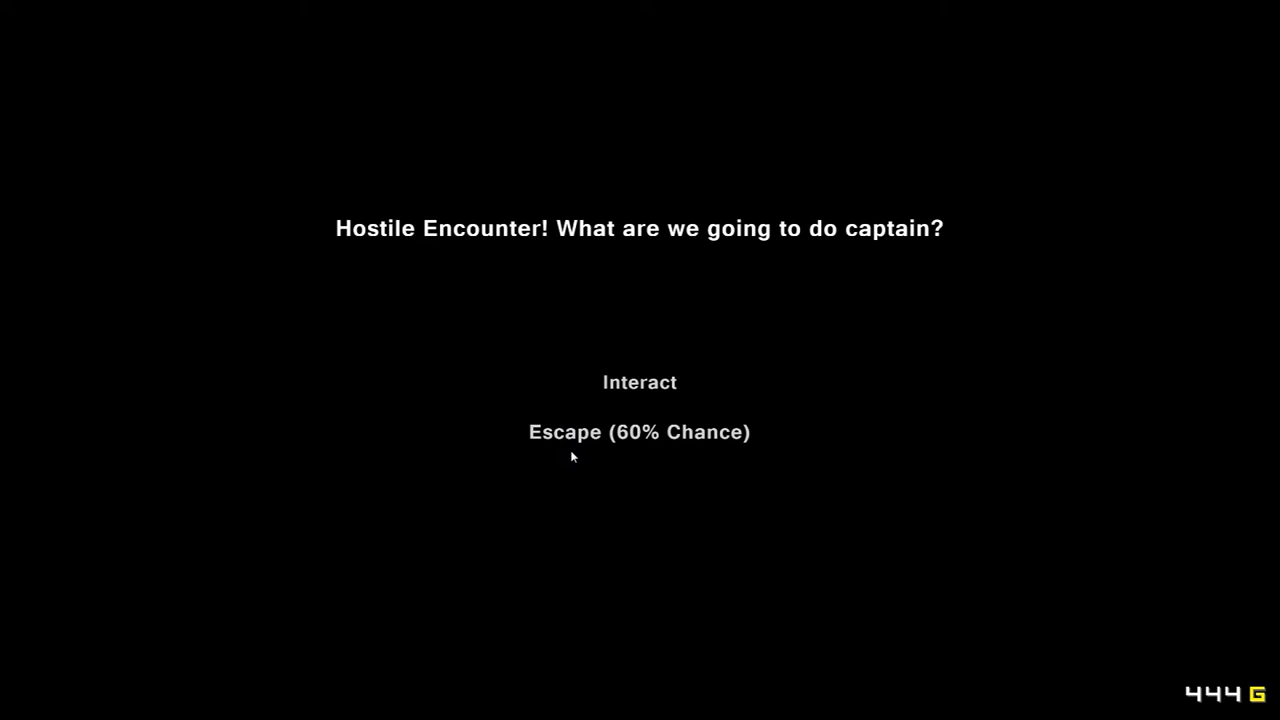 Hostile Encounter! What are we going to do captain?
Interact
Escape (60% Chance)
444 G